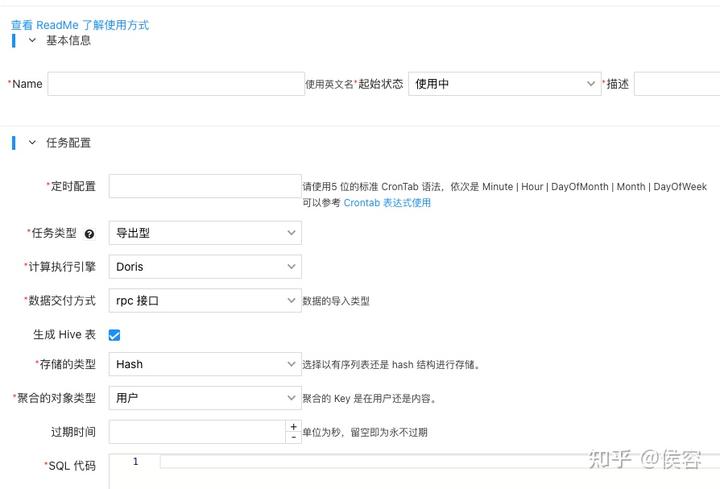 查看 ReadMe 了解使用方式
基本信息
*Name 使用英文名*起始状态 使用中 *描述
任务配置
*定时配置 请使用5 位的标准 CronTab 语法，依次是 Minute | Hour | DayOfMonth | Month | DayOfWeek
可以参考 Crontab 表达式使用
*任务类型 ? 导出型
*计算执行引擎 Doris
*数据交付方式 rpc 接口 数据的导入类型
生成 Hive 表
*存储的类型 Hash 选择以有序列表还是 hash 结构进行存储。
*聚合的对象类型 用户 聚合的 Key 是在用户还是内容。
过期时间 + - 单位为秒，留空即为永不过期
*SQL 代码 1
知乎 @侯容